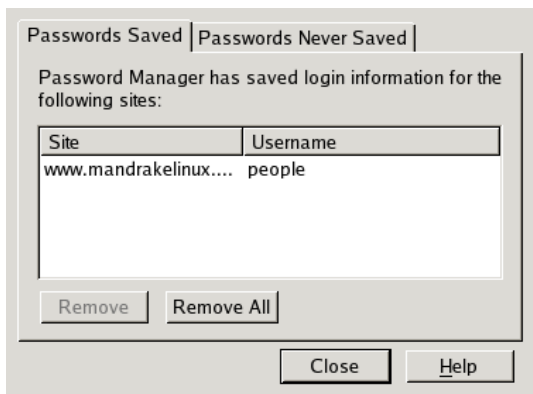 Passwords Saved Passwords Never Saved
Password Manager has saved login information for the
following sites:
Site Username
www.mandrakelinux.... people
Remove Remove All
Close Help